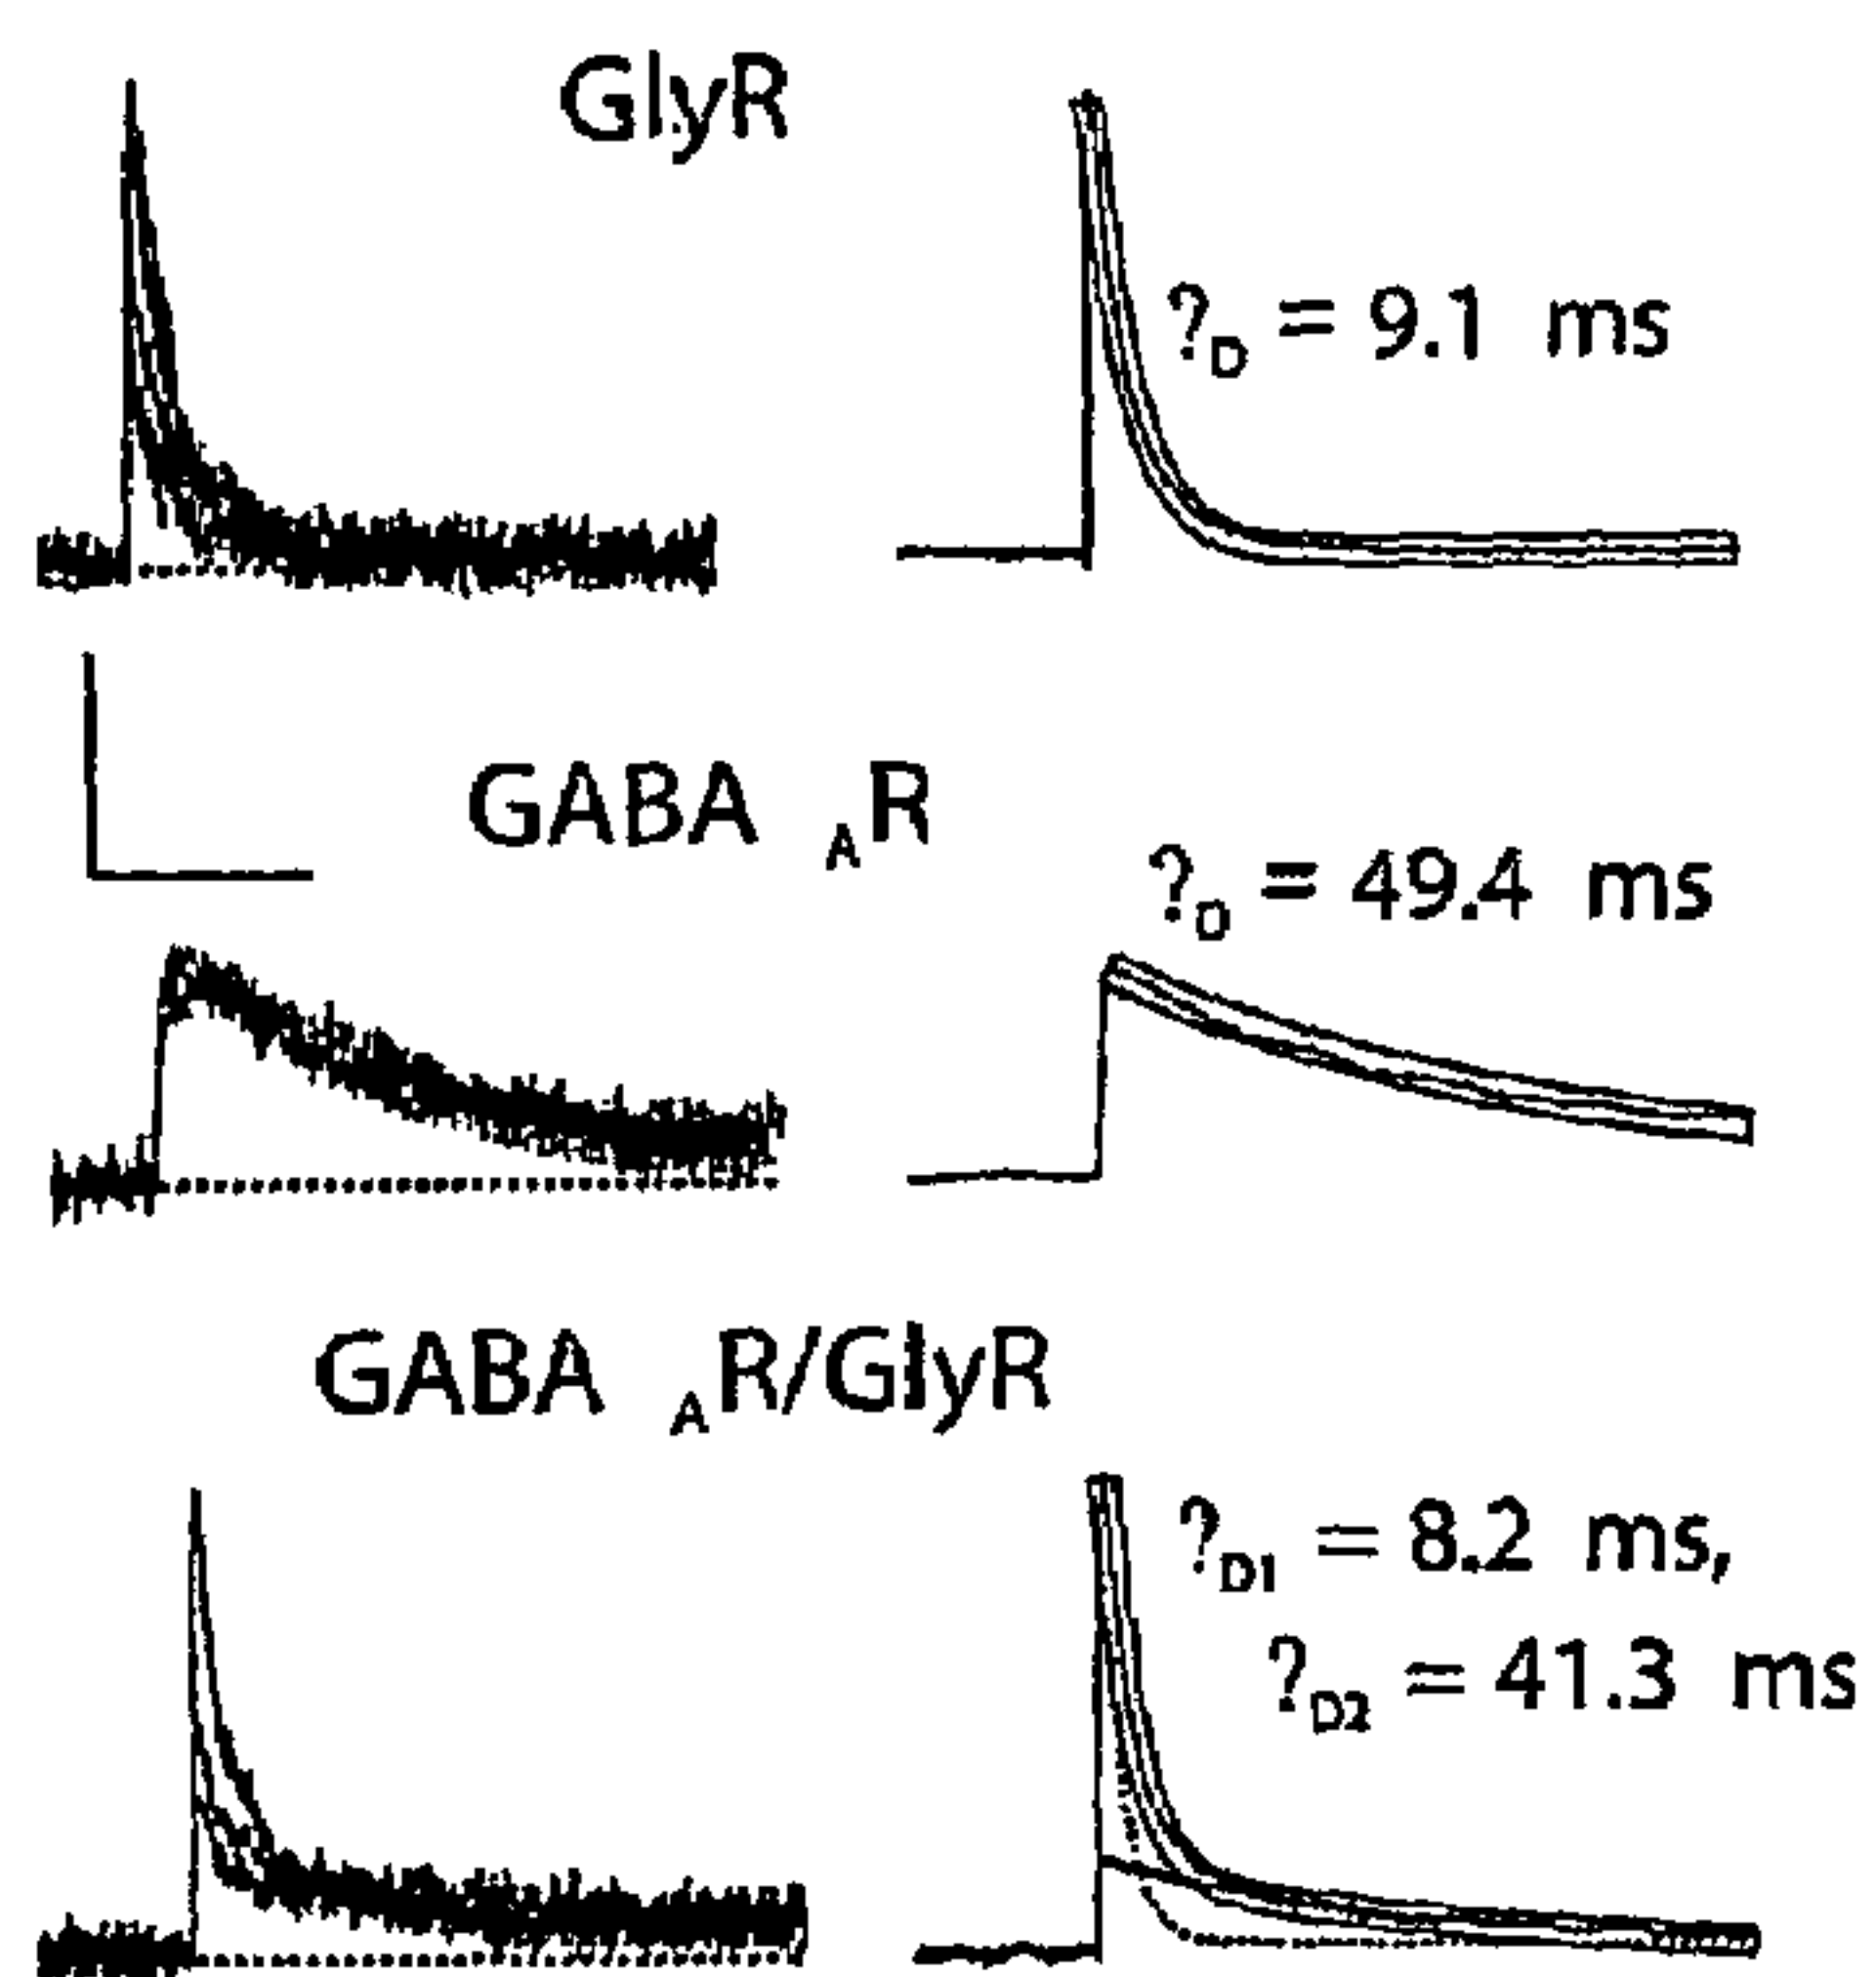 GlyR
?D = 9.1 ms
GABA AR
?D = 49.4 ms
GABA AR/GlyR
?D1 = 8.2 ms,
?D2 = 41.3 ms